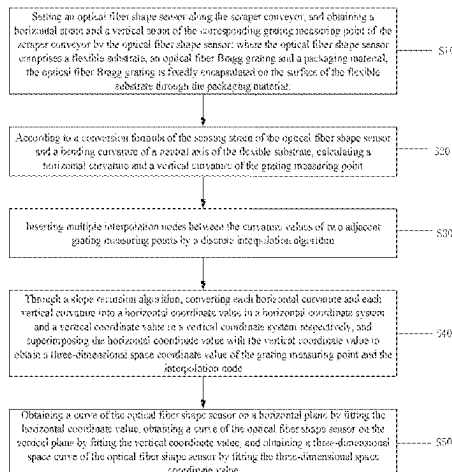 Setting an optical fiber shape sensor along the scraper conveyor, and obtaining a
horizontal strain and a vertical strain of the corresponding grating measuring point of the
scraper conveyor by the optical fiber shape sensor; where the optical fiber shape sensor
comprises a flexible substrate, an optical fiber Bragg grating and a packaging material,
the optical fiber Bragg grating is fixedly encapsulated on the surface of the flexible
substrate through the packaging material.
S10
According to a conversion formula of the sensing strain of the optical fiber shape sensor
and a bending curvature of a neutral axis of the flexible substrate, calculating a
horizontal curvature and a vertical curvature of the grating measuring point
S20
Inserting multiple interpolation nodes between the curvature values of two adjacent
grating measuring points by a discrete interpolation algorithm
S30
Through a slope recursion algorithm, converting each horizontal curvature and each
vertical curvature into a horizontal coordinate value in a horizontal coordinate system
and a vertical coordinate value in a vertical coordinate system respectively, and
superimposing the horizontal coordinate value with the vertical coordinate value to
obtain a three-dimensional space coordinate value of the grating measuring point and the
interpolation node
S40
Obtaining a curve of the optical fiber shape sensor on a horizontal plane by fitting the
horizontal coordinate value, obtaining a curve of the optical fiber shape sensor on the
vertical plane by fitting the vertical coordinate value, and obtaining a three-dimensional
space curve of the optical fiber shape sensor by fitting the three-dimensional space
coordinate value
S50